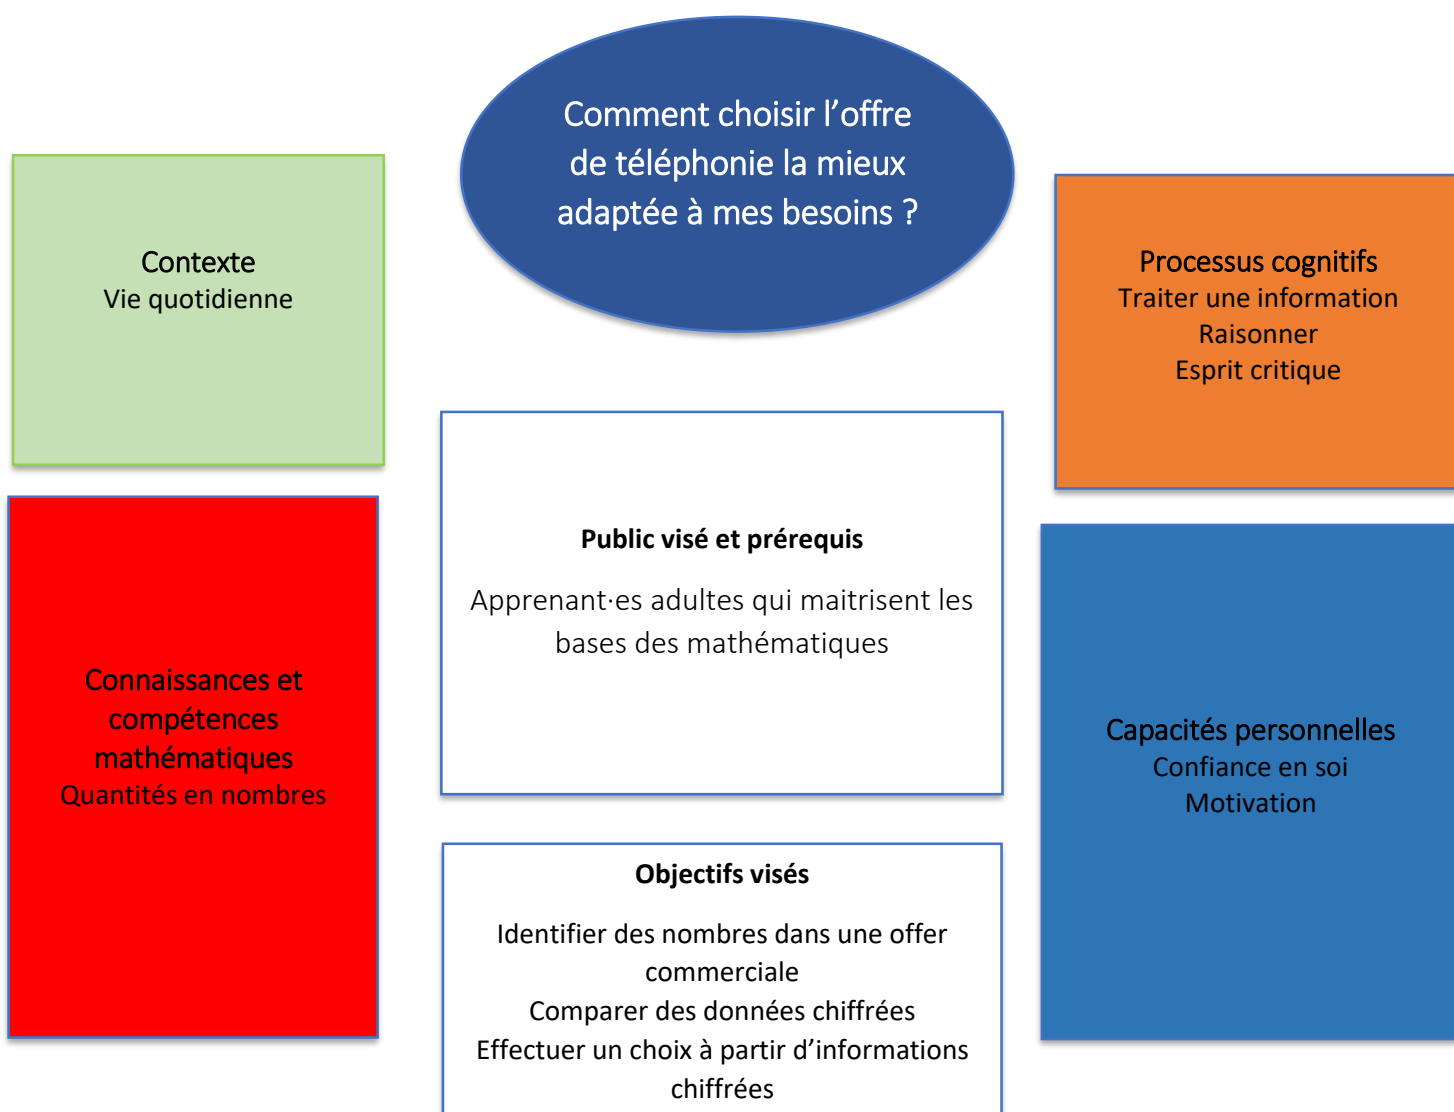 Comment choisir l’offre
de téléphonie la mieux
adaptée à mes besoins ?
Contexte
Vie quotidienne
Processus cognitifs
Traiter une information
Raisonner
Esprit critique
Public visé et prérequis
Apprenant·es adultes qui maitrisent les
bases des mathématiques
Connaissances et
compétences
mathématiques
Quantités en nombres
Capacités personnelles
Confiance en soi
Motivation
Objectifs visés
Identifier des nombres dans une offer
commerciale
Comparer des données chiffrées
Effectuer un choix à partir d’informations
chiffrées